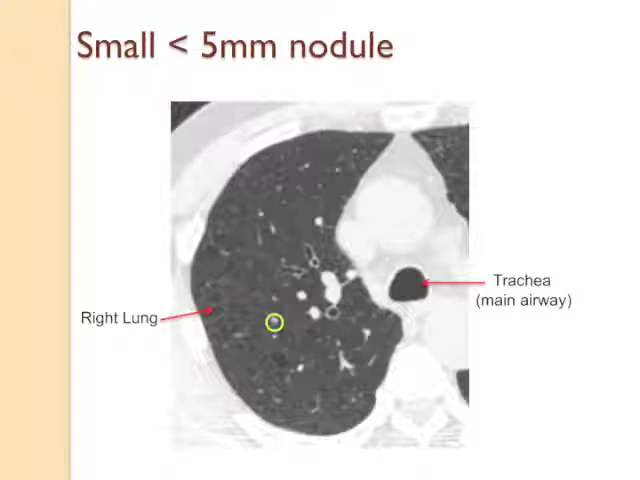 Small < 5mm nodule
Trachea
(main airway)
Right Lung